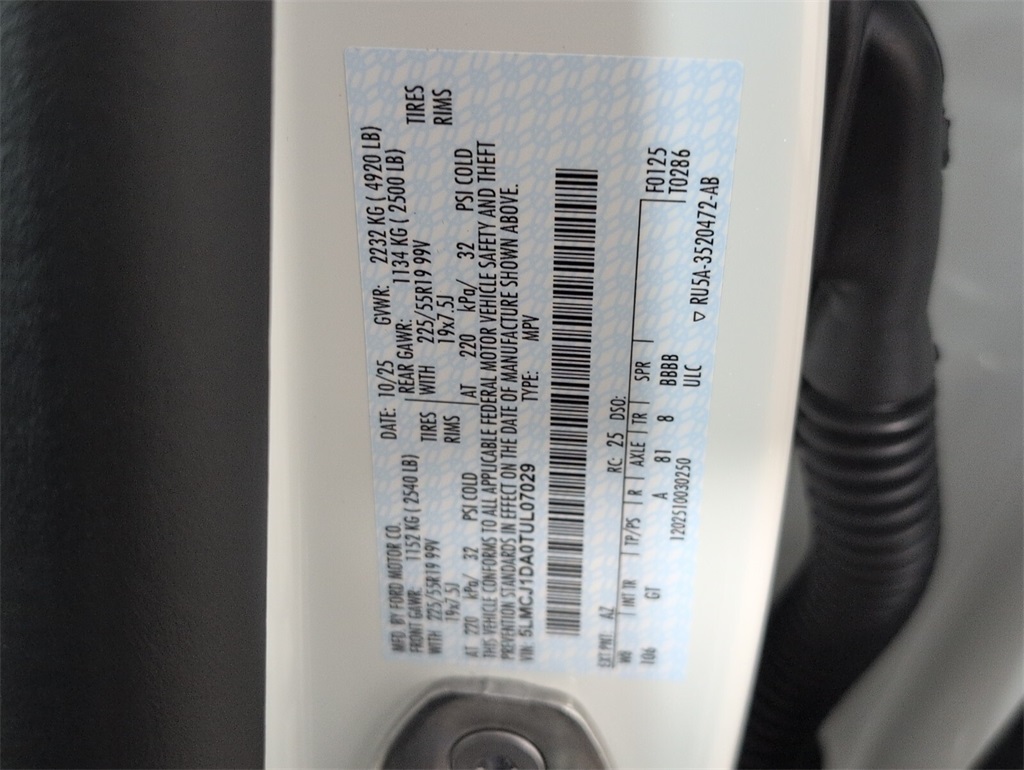 MFD. BY FORD MOTOR CO. DATE: 10/25 GVWR: 2232 KG ( 4920 LB)
FRONT GAWR: 1152 KG ( 2540 LB) REAR GAWR: 1134 KG ( 2500 LB)
WITH 225/55R19 99V TIRES WITH 225/55R19 99V TIRES
19x7.5J RIMS 19x7.5J RIMS
AT 220 kPa/ 32 PSI COLD AT 220 kPa/ 32 PSI COLD
THIS VEHICLE CONFORMS TO ALL APPLICABLE FEDERAL MOTOR VEHICLE SAFETY AND THEFT
PREVENTION STANDARDS IN EFFECT ON THE DATE OF MANUFACTURE SHOWN ABOVE.
VIN: 5LMCJ1DA0TUL07029 TYPE: MPV
EXT PNT: AZ RC: 25 DSO: F0125
WB INT TR TP/PS R AXLE TR SPR T0286
106 GT A 81 8 BBBB
ULC
1202510030250
▽ RU5A-3520472-AB